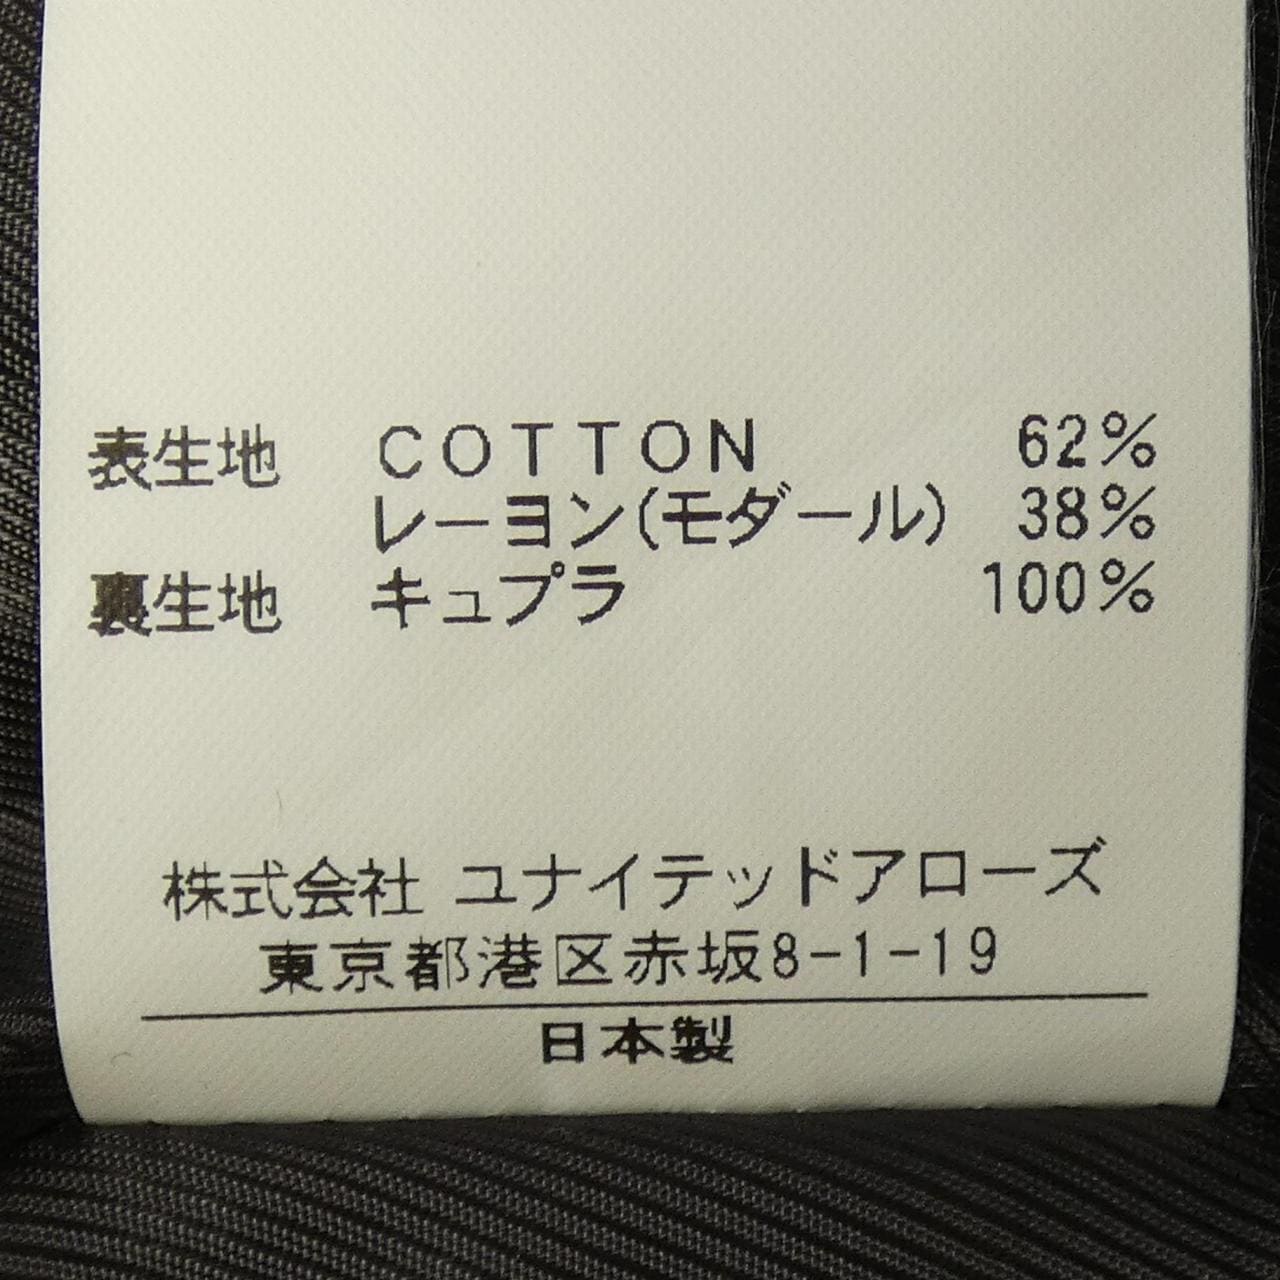 表生地 COTTON 62%
レーヨン(モダール) 38%
裏生地 キュプラ 100%
株式会社 ユナイテッドアローズ
東京都港区赤坂8-1-19
日本製